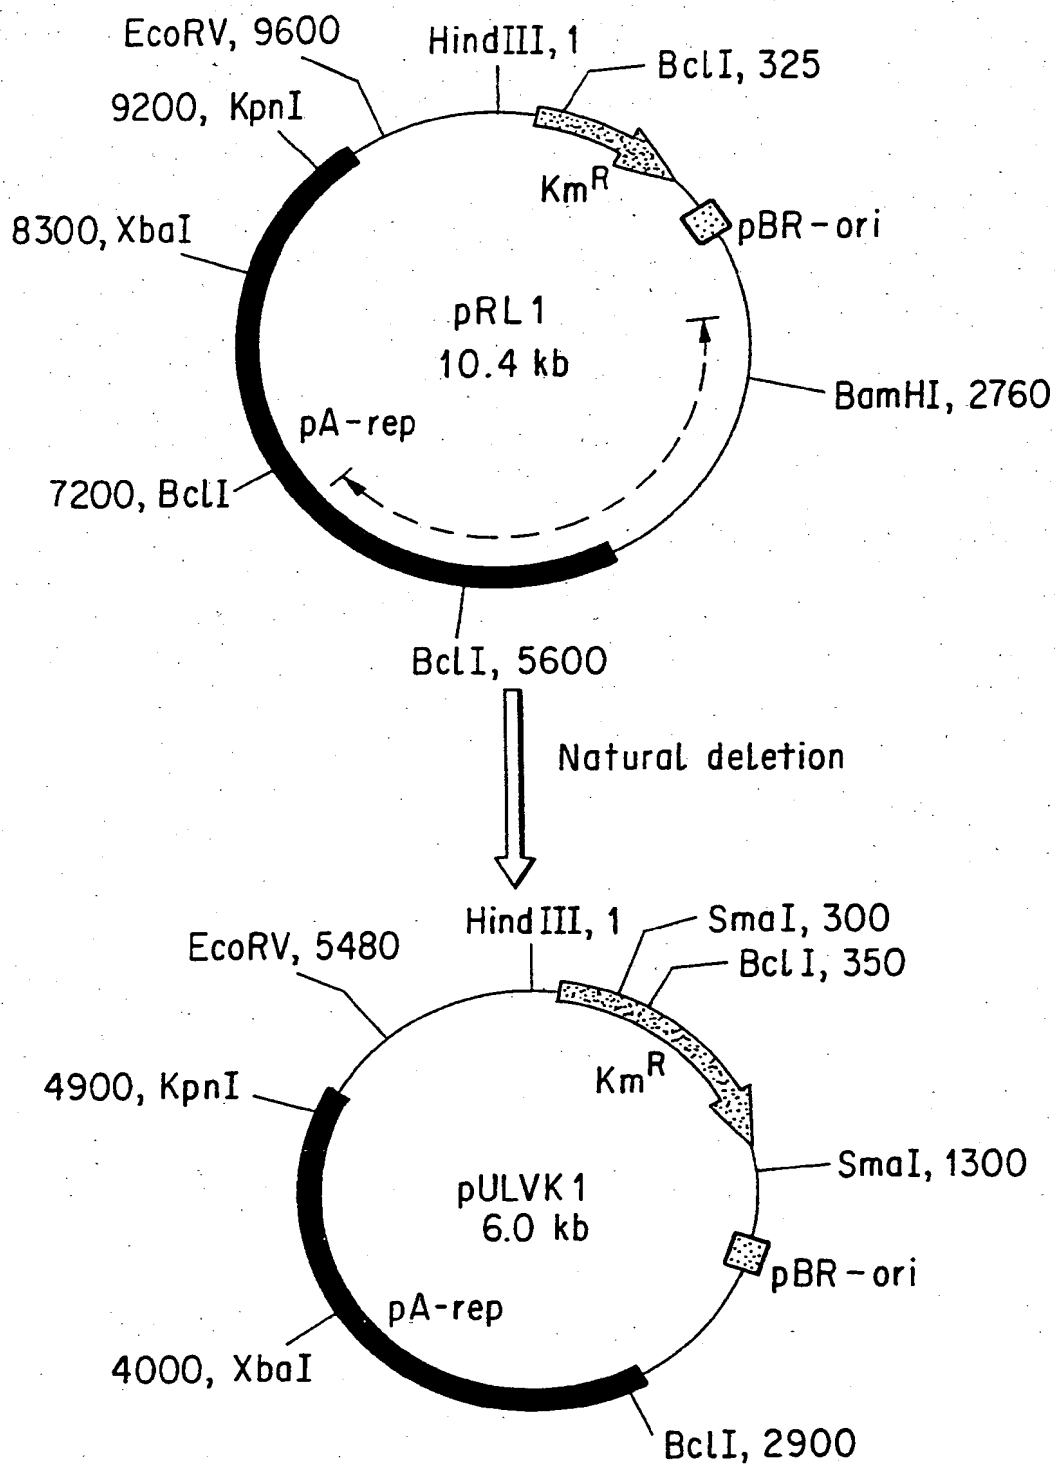 EcoRV, 9600
HindIII, 1
BclI, 325
9200, KpnI
Km^R
8300, XbaI
pBR-ori
pRL1
10.4 kb
BamHI, 2760
pA-rep
7200, BclI
BclI, 5600
Natural deletion
HindIII, 1
SmaI, 300
EcoRV, 5480
BclI, 350
4900, KpnI
Km^R
SmaI, 1300
pULVK1
6.0 kb
pBR-ori
pA-rep
4000, XbaI
BclI, 2900